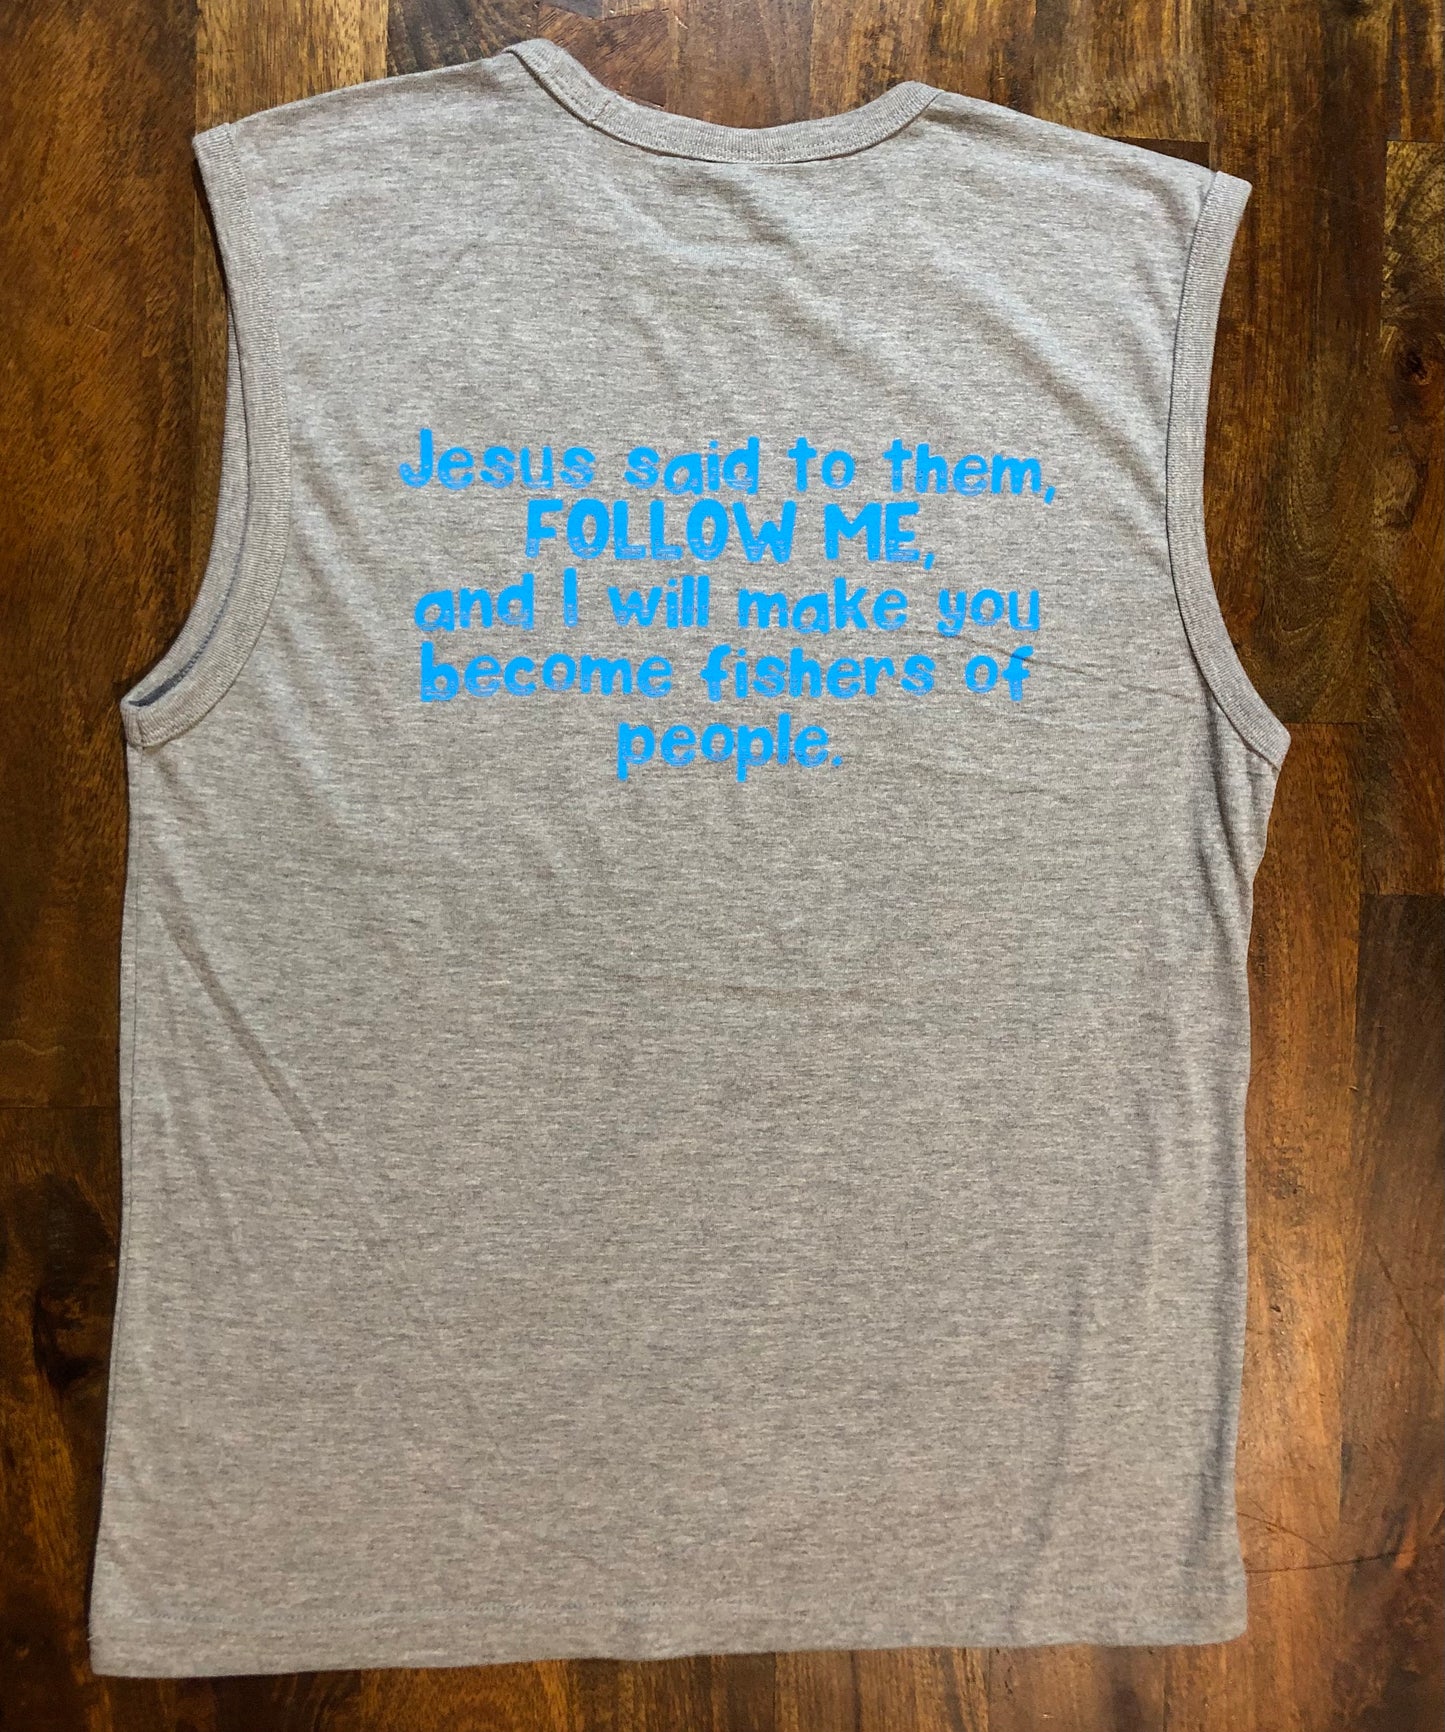 Jesus said to them,
FOLLOW ME,
and I will make you
become fishers of
people.